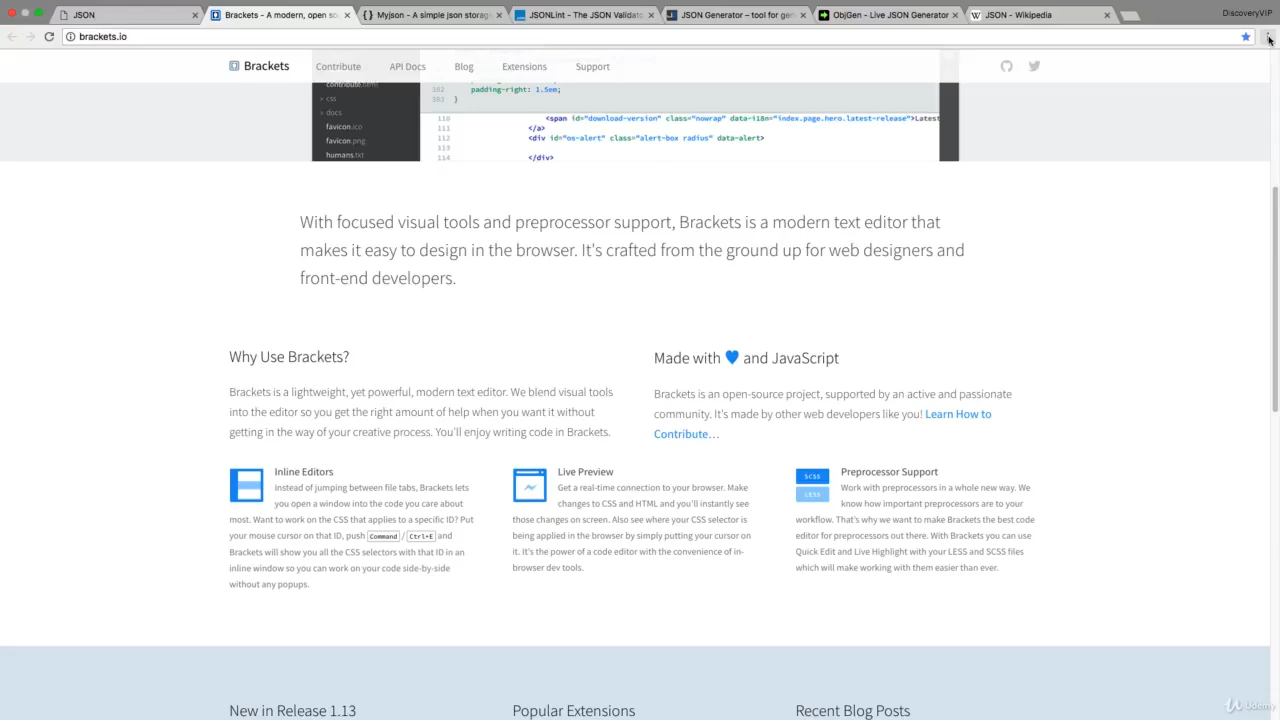 JSON
Brackets - A modern, open so
Myjson - A simple json storage
JSONLint - The JSON Validato
JSON Generator – tool for gen
ObjGen - Live JSON Generator
JSON - Wikipedia
DiscoveryVIP
brackets.io
Brackets
Contribute
API Docs
Blog
Extensions
Support
contribute.html
css
docs
favicon.ico
favicon.png
humans.txt
382 padding-right: 1.5em;
383 }
110 <span id="download-version" class="nowrap" data-i18n="index.page.hero.latest-release">Latest
111 </a>
112 <div id="os-alert" class="alert-box radius" data-alert>
113
114 </div>
With focused visual tools and preprocessor support, Brackets is a modern text editor that
makes it easy to design in the browser. It's crafted from the ground up for web designers and
front-end developers.
Why Use Brackets?
Brackets is a lightweight, yet powerful, modern text editor. We blend visual tools
into the editor so you get the right amount of help when you want it without
getting in the way of your creative process. You'll enjoy writing code in Brackets.
Made with 💙 and JavaScript
Brackets is an open-source project, supported by an active and passionate
community. It's made by other web developers like you! Learn How to
Contribute…
Inline Editors
Instead of jumping between file tabs, Brackets lets
you open a window into the code you care about
most. Want to work on the CSS that applies to a specific ID? Put
your mouse cursor on that ID, push Command / Ctrl+E and
Brackets will show you all the CSS selectors with that ID in an
inline window so you can work on your code side-by-side
without any popups.
Live Preview
Get a real-time connection to your browser. Make
changes to CSS and HTML and you'll instantly see
those changes on screen. Also see where your CSS selector is
being applied in the browser by simply putting your cursor on
it. It's the power of a code editor with the convenience of in-
browser dev tools.
SCSS
LESS
Preprocessor Support
Work with preprocessors in a whole new way. We
know how important preprocessors are to your
workflow. That's why we want to make Brackets the best code
editor for preprocessors out there. With Brackets you can use
Quick Edit and Live Highlight with your LESS and SCSS files
which will make working with them easier than ever.
New in Release 1.13
Popular Extensions
Recent Blog Posts
Udemy